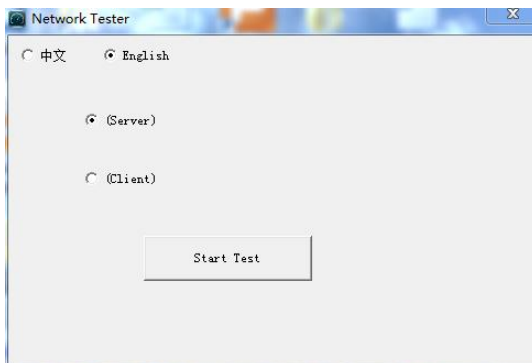 Network Tester
中文 English
(Server)
(Client)
Start Test